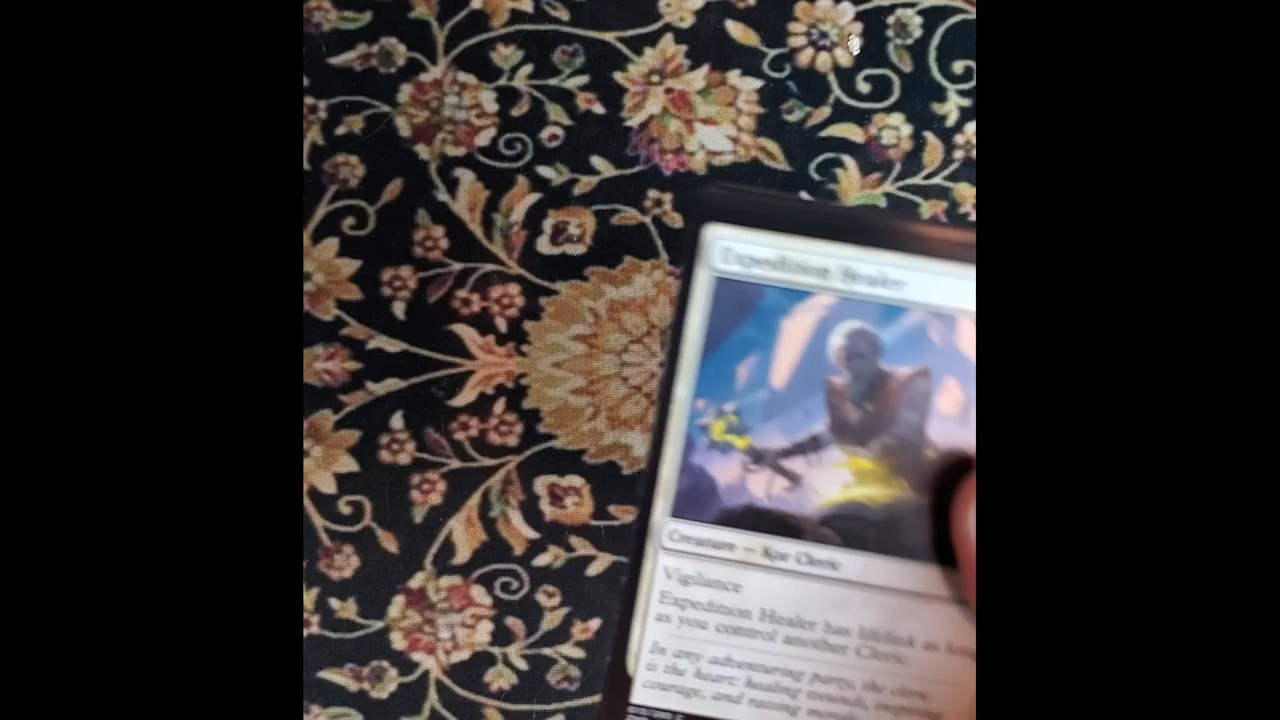 Expedition Healer
Creature — Kor Cleric
Vigilance
Expedition Healer has lifelink as long
as you control another Cleric.
In any adventuring party, the cleric
is the heart: healing wounds, inspiring
courage, and raising